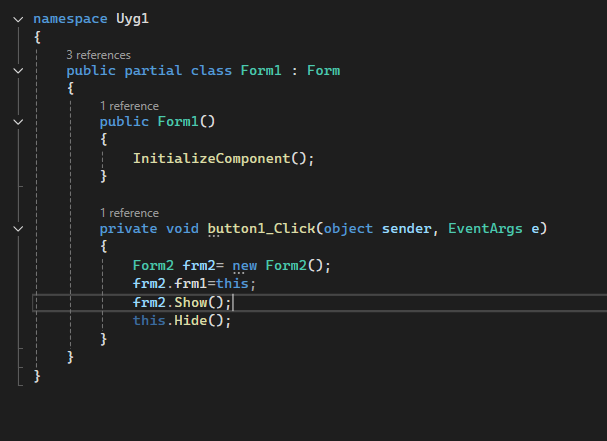 namespace Uyg1
{
3 references
public partial class Form1 : Form
{
1 reference
public Form1()
{
InitializeComponent();
}
1 reference
private void button1_Click(object sender, EventArgs e)
{
Form2 frm2= new Form2();
frm2.frm1=this;
frm2.Show();
this.Hide();
}
}
}